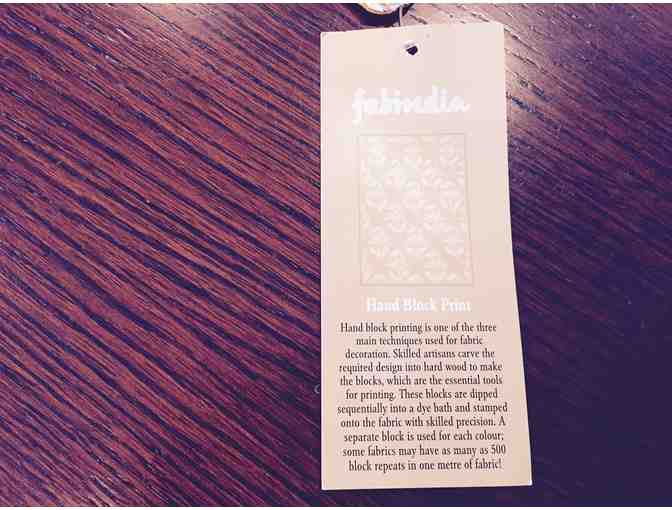 fabindia
Hand Block Print
Hand block printing is one of the three
main techniques used for fabric
decoration. Skilled artisans carve the
required design into hard wood to make
the blocks, which are the essential tools
for printing. These blocks are dipped
sequentially into a dye bath and stamped
onto the fabric with skilled precision. A
separate block is used for each colour;
some fabrics may have as many as 500
block repeats in one metre of fabric!